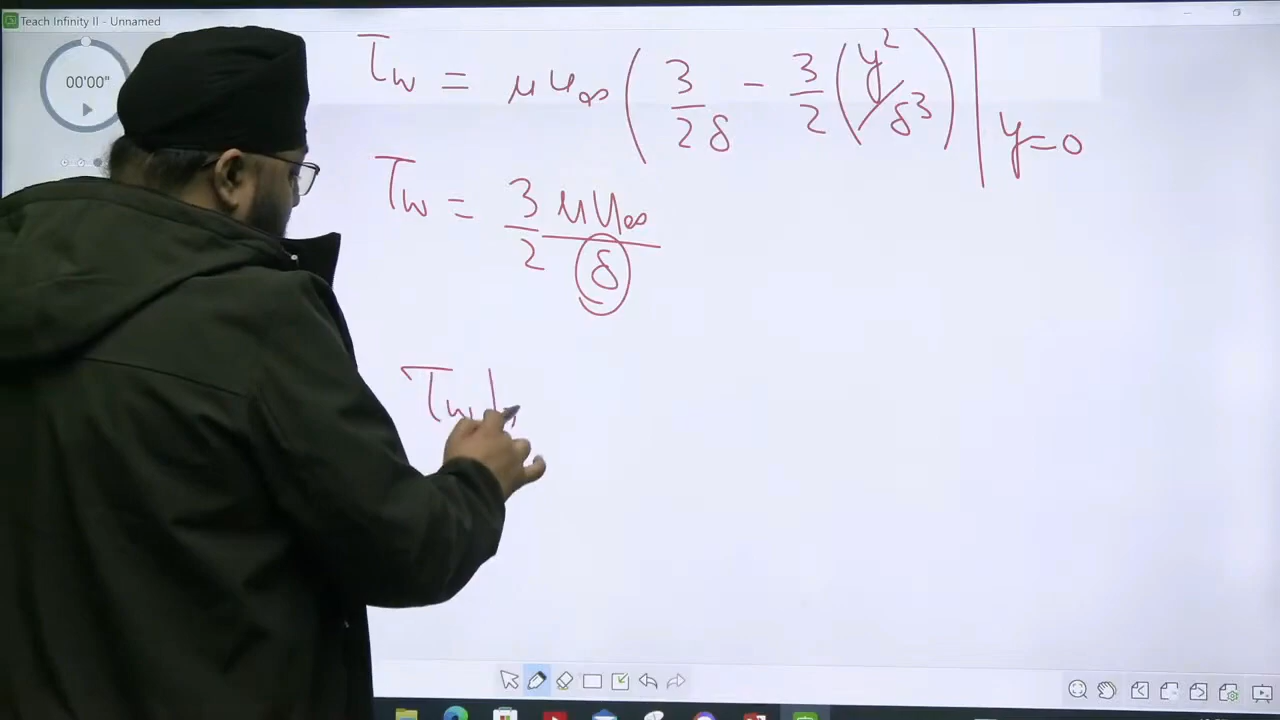 Teach Infinity II - Unnamed
00'00"
τw = μu∞ (3/2δ - 3/2 (y²/δ³)) | y=0
τw = 3/2 μu∞/δ
τw |